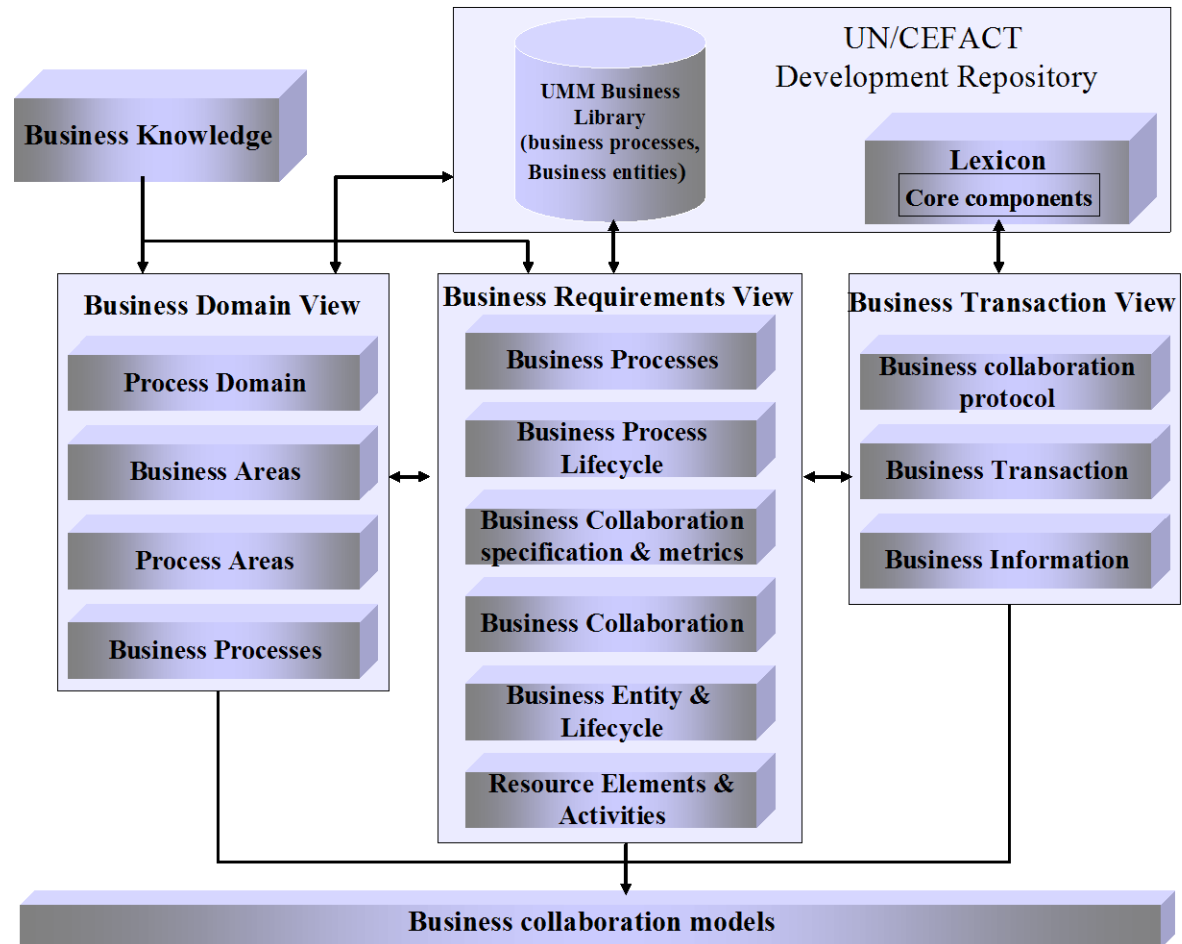 UN/CEFACT
Development Repository
UMM Business
Library
(business processes,
Business entities)
Business Knowledge
Lexicon
Core components
Business Domain View
Process Domain
Business Areas
Process Areas
Business Processes
Business Requirements View
Business Processes
Business Process
Lifecycle
Business Collaboration
specification & metrics
Business Collaboration
Business Entity &
Lifecycle
Resource Elements &
Activities
Business Transaction View
Business collaboration
protocol
Business Transaction
Business Information
Business collaboration models